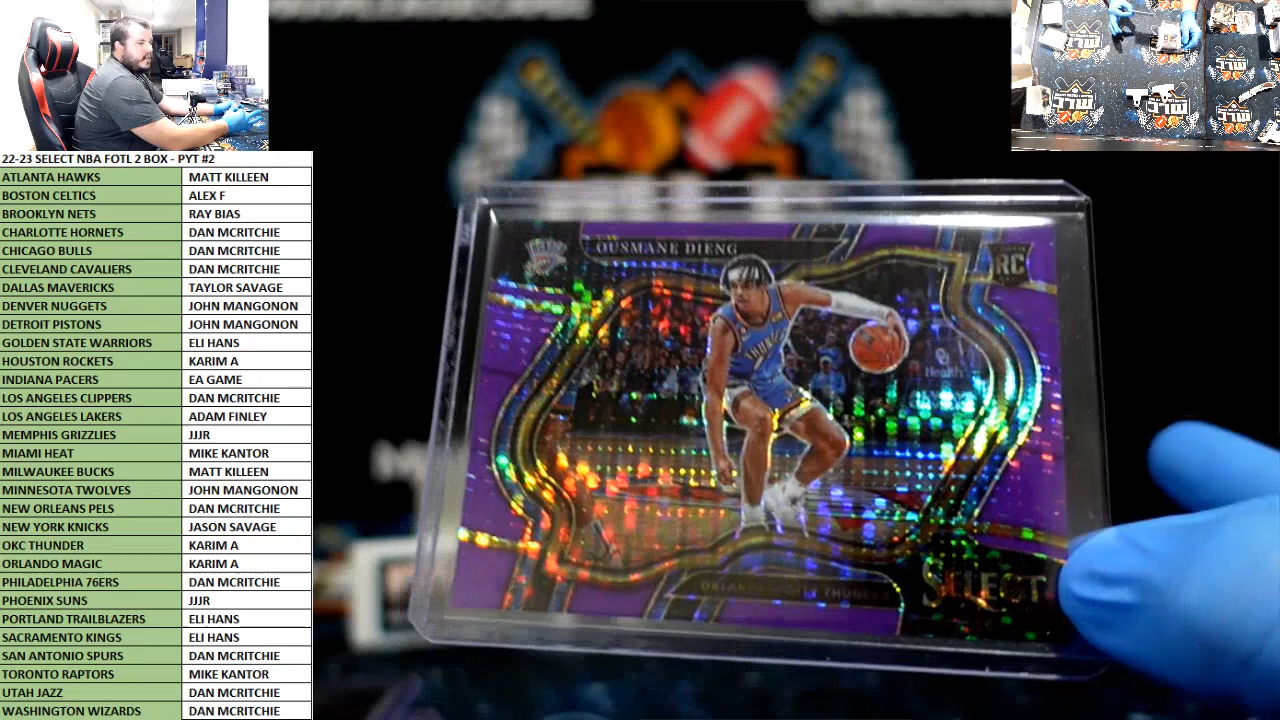 22-23 SELECT NBA FOTL 2 BOX - PYT #2
ATLANTA HAWKS MATT KILLEEN
BOSTON CELTICS ALEX F
BROOKLYN NETS RAY BIAS
CHARLOTTE HORNETS DAN MCRITCHIE
CHICAGO BULLS DAN MCRITCHIE
CLEVELAND CAVALIERS DAN MCRITCHIE
DALLAS MAVERICKS TAYLOR SAVAGE
DENVER NUGGETS JOHN MANGONON
DETROIT PISTONS JOHN MANGONON
GOLDEN STATE WARRIORS ELI HANS
HOUSTON ROCKETS KARIM A
INDIANA PACERS EA GAME
LOS ANGELES CLIPPERS DAN MCRITCHIE
LOS ANGELES LAKERS ADAM FINLEY
MEMPHIS GRIZZLIES JJJR
MIAMI HEAT MIKE KANTOR
MILWAUKEE BUCKS MATT KILLEEN
MINNESOTA TWOLVES JOHN MANGONON
NEW ORLEANS PELS DAN MCRITCHIE
NEW YORK KNICKS JASON SAVAGE
OKC THUNDER KARIM A
ORLANDO MAGIC KARIM A
PHILADELPHIA 76ERS DAN MCRITCHIE
PHOENIX SUNS JJJR
PORTLAND TRAILBLAZERS ELI HANS
SACRAMENTO KINGS ELI HANS
SAN ANTONIO SPURS DAN MCRITCHIE
TORONTO RAPTORS MIKE KANTOR
UTAH JAZZ DAN MCRITCHIE
WASHINGTON WIZARDS DAN MCRITCHIE
OUSMANE DIENG
RC
THUNDER
Health
SELECT
OKLAHOMA CITY THUNDER